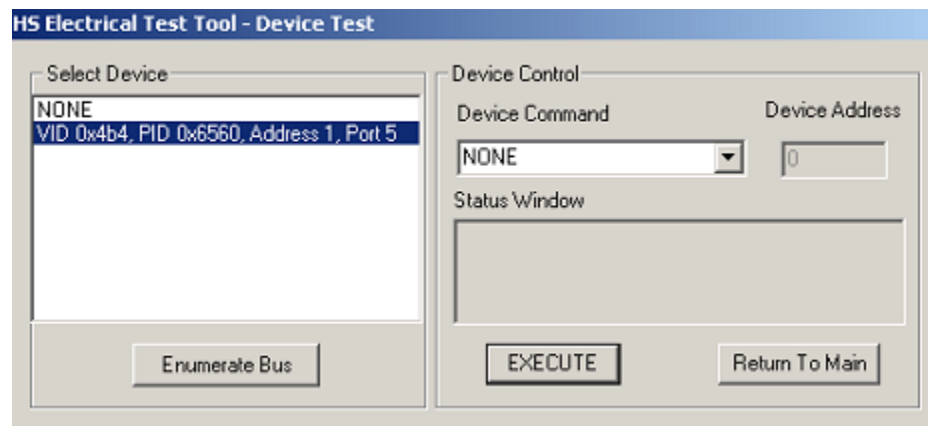 HS Electrical Test Tool - Device Test
Select Device
NONE
VID 0x4b4, PID 0x6560, Address 1, Port 5
Enumerate Bus
Device Control
Device Command
Device Address
NONE
0
Status Window
EXECUTE
Return To Main